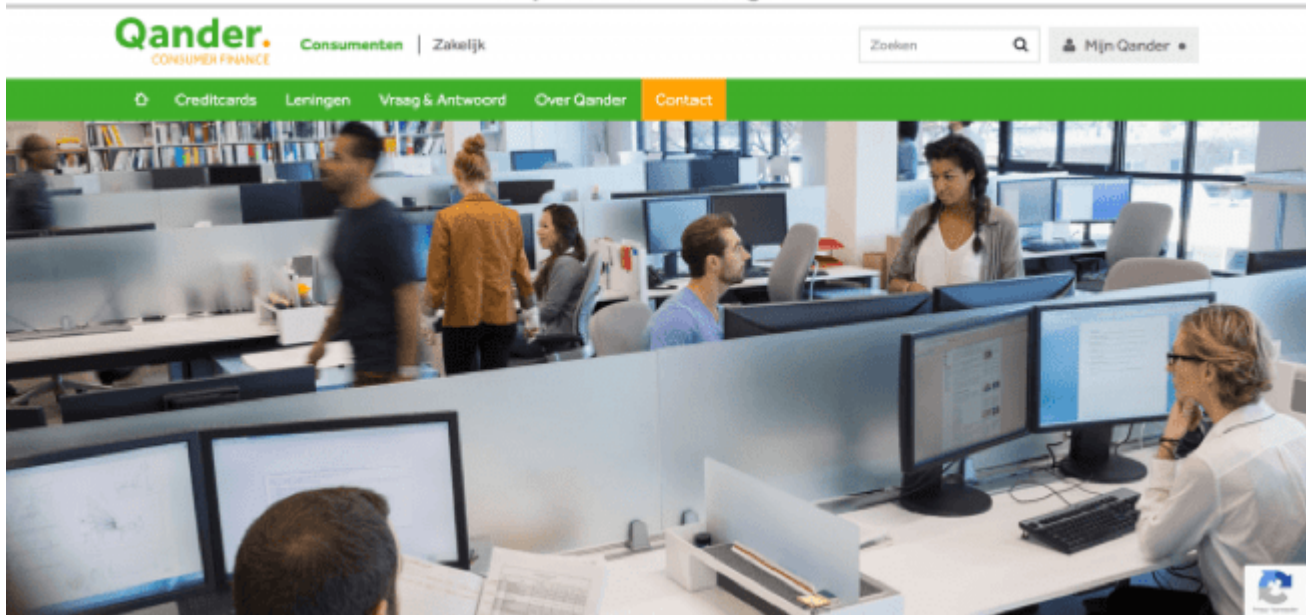 Qander.
CONSUMER FINANCE
Consumenten | Zakelijk
Zoeken
Mijn Qander
Creditcards Leningen Vraag & Antwoord Over Qander Contact